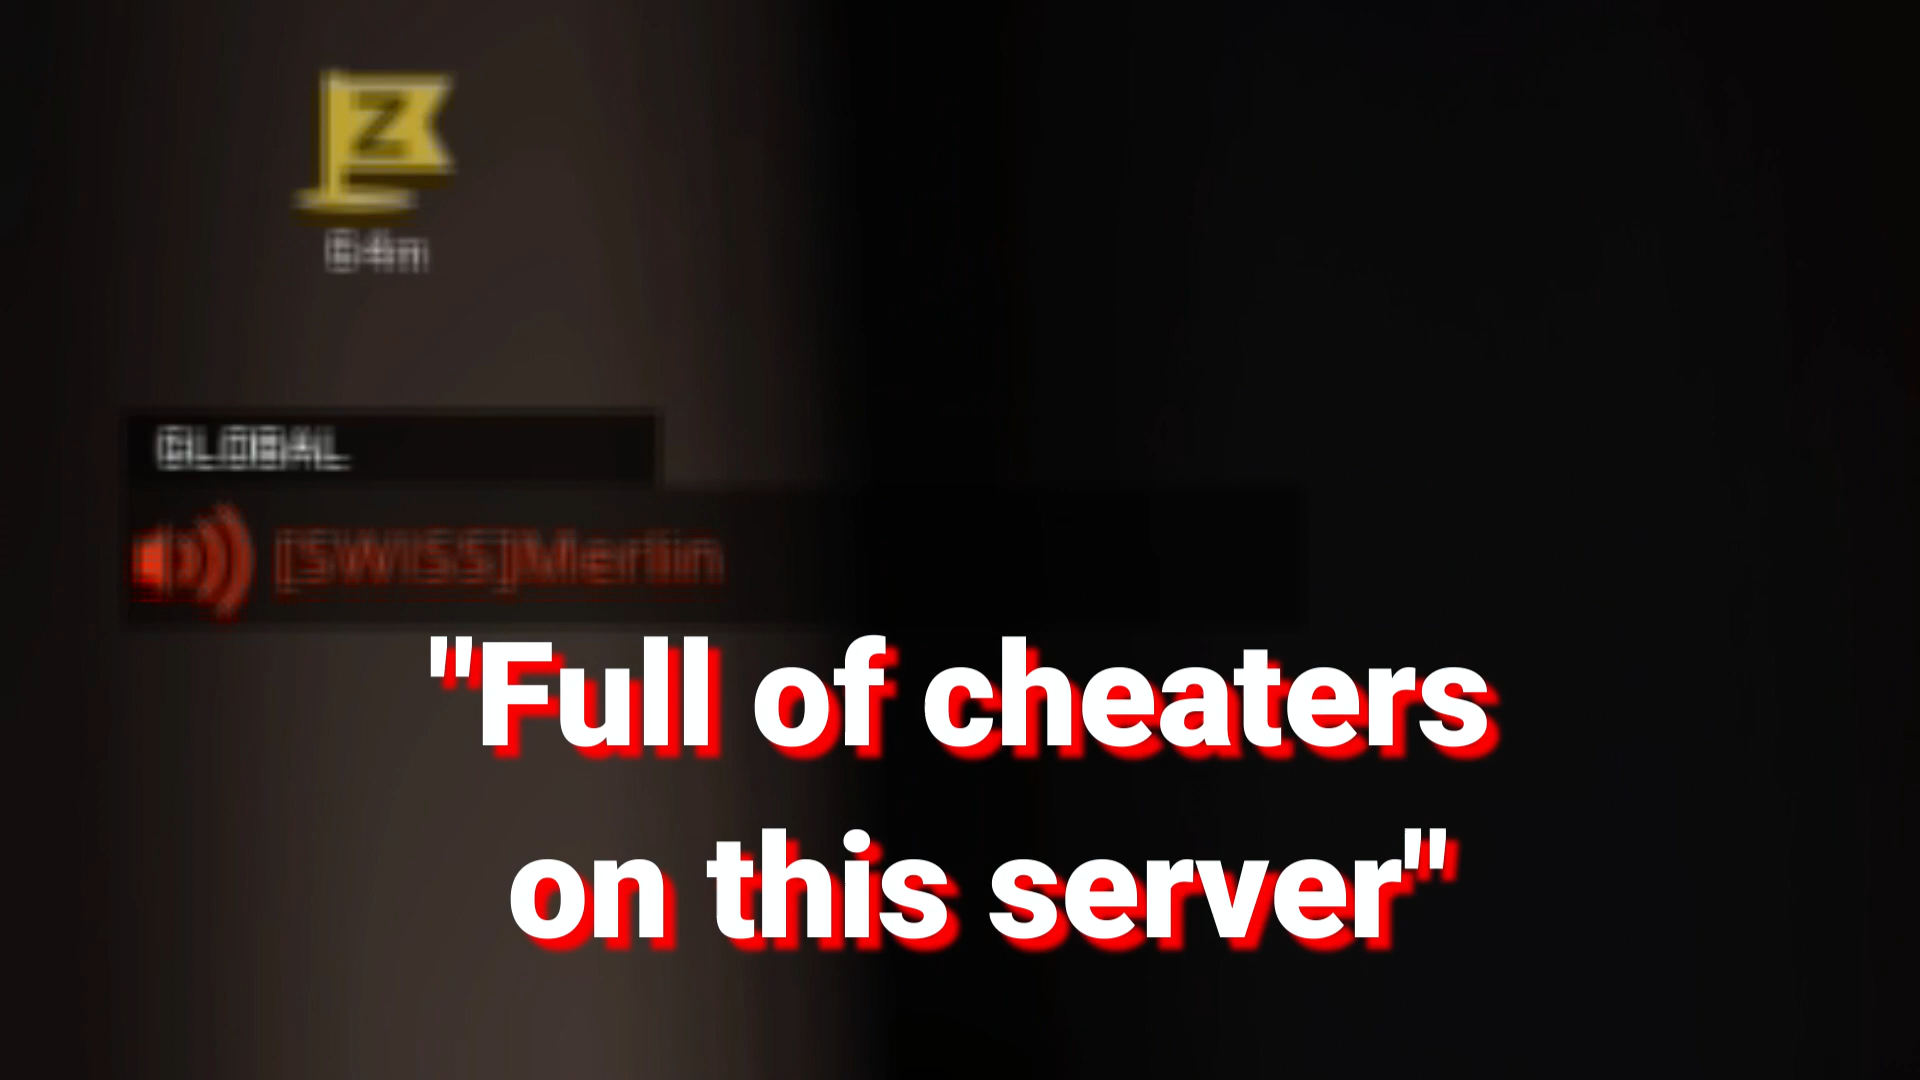 Z
64m
GLOBAL
[SWISS]Merlin
"Full of cheaters
on this server"